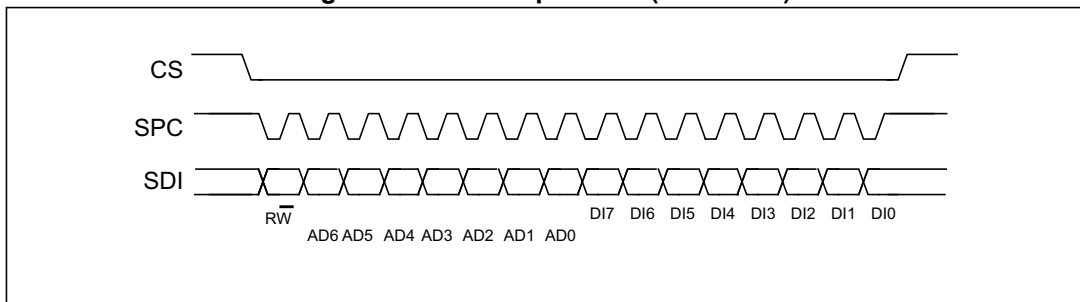 CS
SPC
SDI
RW̅
DI7 DI6 DI5 DI4 DI3 DI2 DI1 DI0
AD6 AD5 AD4 AD3 AD2 AD1 AD0